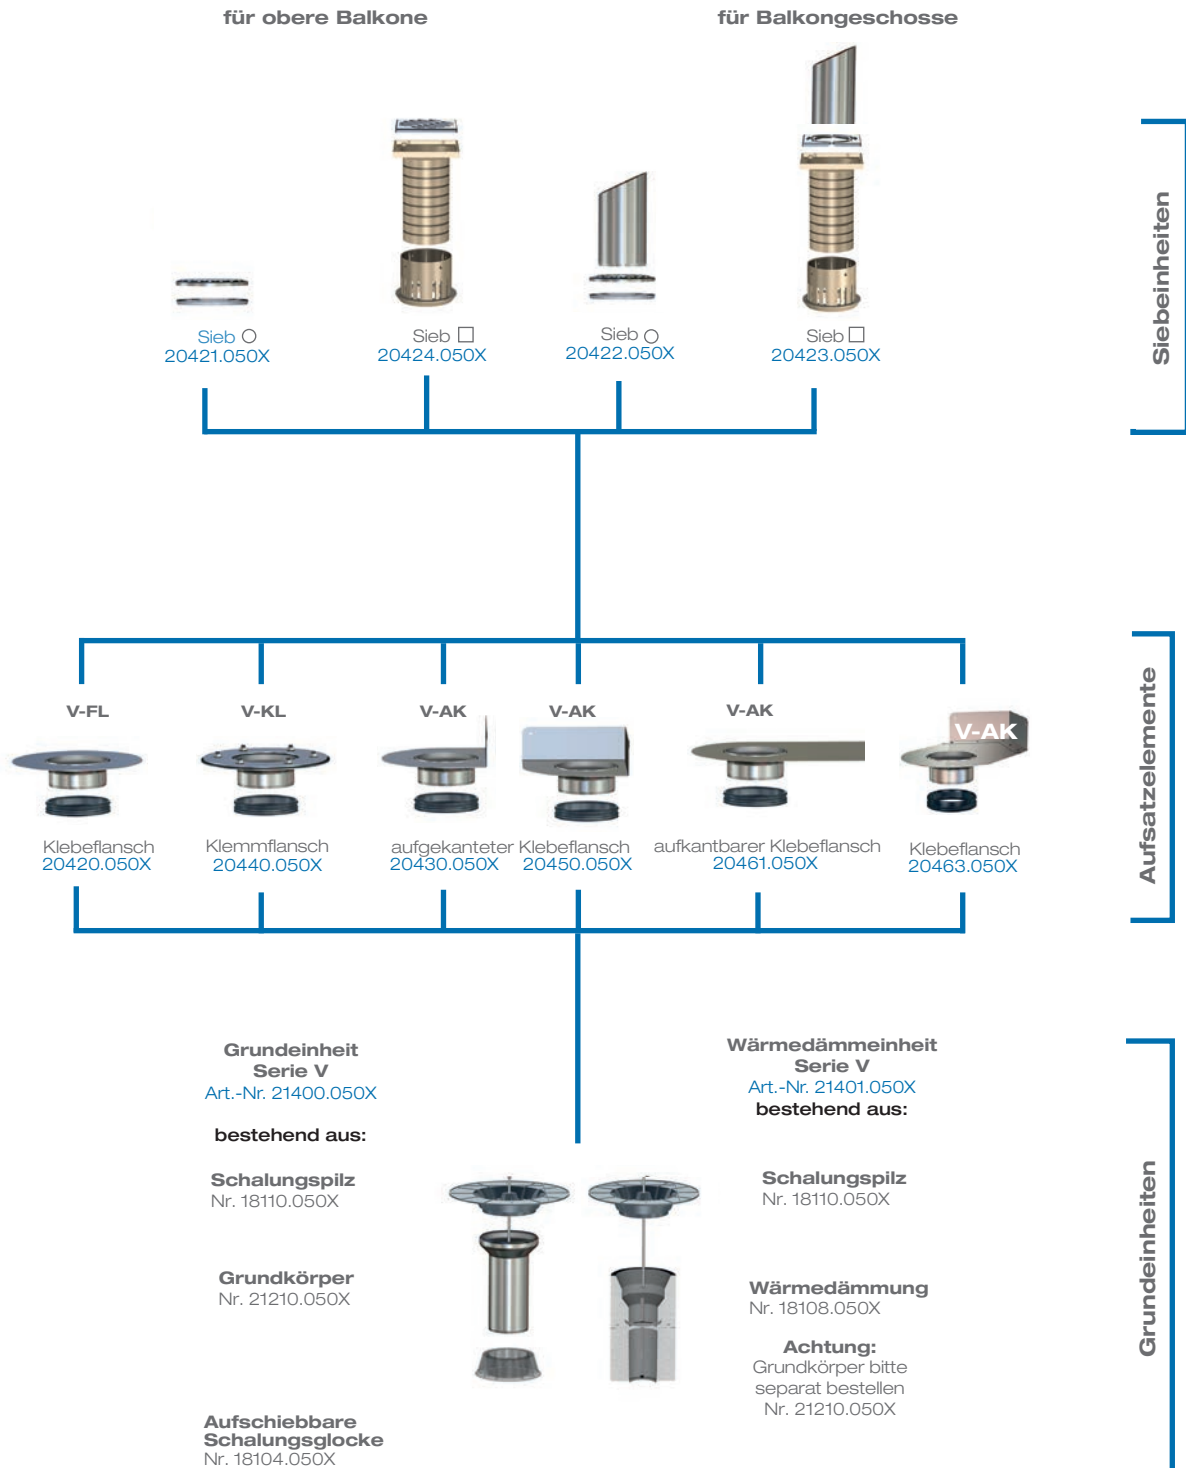 für obere Balkone
für Balkongeschosse
Sieb
20421.050X
Sieb
20424.050X
Sieb
20422.050X
Sieb
20423.050X
Siebeinheiten
V-FL
V-KL
V-AK
V-AK
V-AK
V-AK
Klebeflansch
20420.050X
Klemmflansch
20440.050X
aufgekanteter Klebeflansch
20430.050X
20450.050X
aufkantbarer Klebeflansch
20461.050X
Klebeflansch
20463.050X
Aufsatzelemente
Grundeinheit
Serie V
Art.-Nr. 21400.050X
bestehend aus:
Schalungspilz
Nr. 18110.050X
Grundkörper
Nr. 21210.050X
Aufschiebbare
Schalungsglocke
Nr. 18104.050X
Wärmedämmeinheit
Serie V
Art.-Nr. 21401.050X
bestehend aus:
Schalungspilz
Nr. 18110.050X
Wärmedämmung
Nr. 18108.050X
Achtung:
Grundkörper bitte
separat bestellen
Nr. 21210.050X
Grundeinheiten